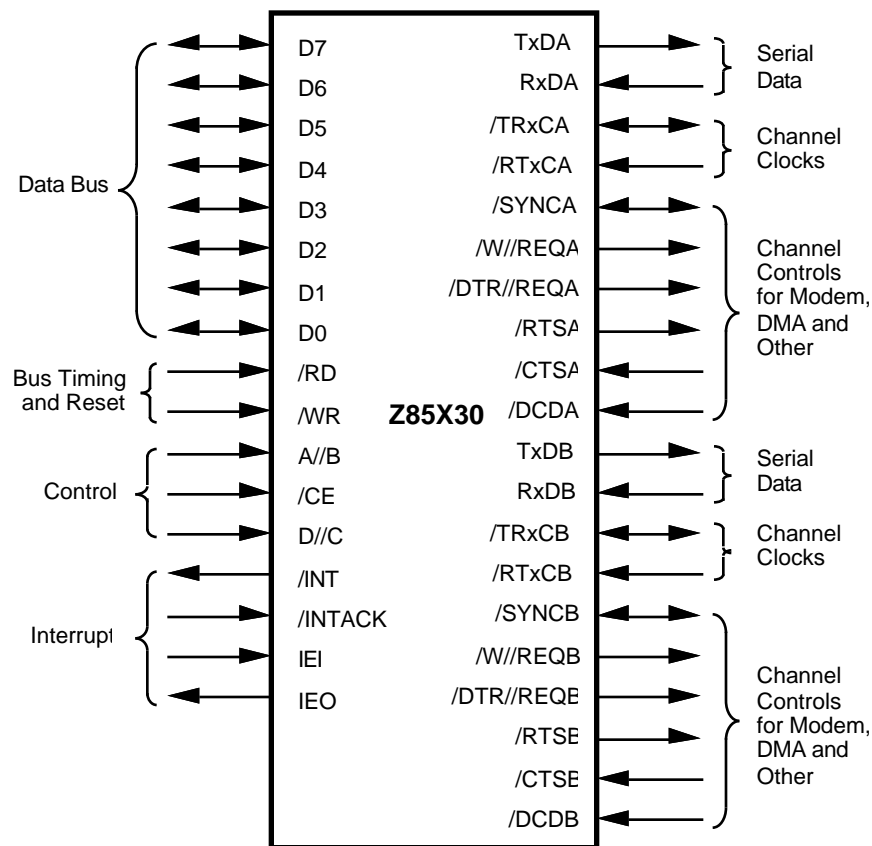 Data Bus
Bus Timing
and Reset
Control
Interrupt
D7
D6
D5
D4
D3
D2
D1
D0
/RD
/WR
A//B
/CE
D//C
/INT
/INTACK
IEI
IEO
Z85X30
TxDA
RxDA
/TRxCA
/RTxCA
/SYNCA
/W//REQA
/DTR//REQA
/RTSA
/CTSA
/DCDA
TxDB
RxDB
/TRxCB
/RTxCB
/SYNCB
/W//REQB
/DTR//REQB
/RTSB
/CTSB
/DCDB
Serial
Data
Channel
Clocks
Channel
Controls
for Modem,
DMA and
Other
Serial
Data
Channel
Clocks
Channel
Controls
for Modem,
DMA and
Other